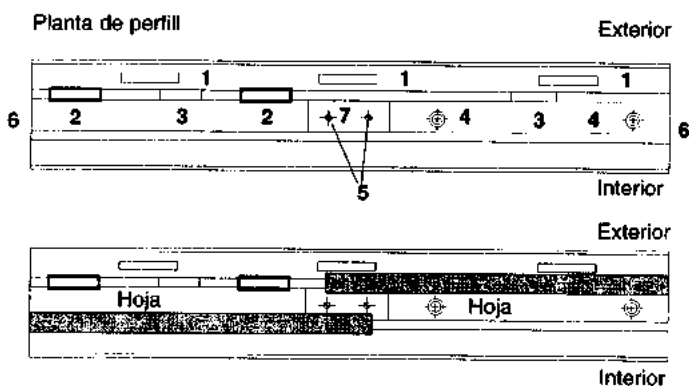 Planta de perfill
Exterior
1 1 1
6 2 3 2 7 4 3 4 6
5
Interior
Exterior
Hoja Hoja
Interior